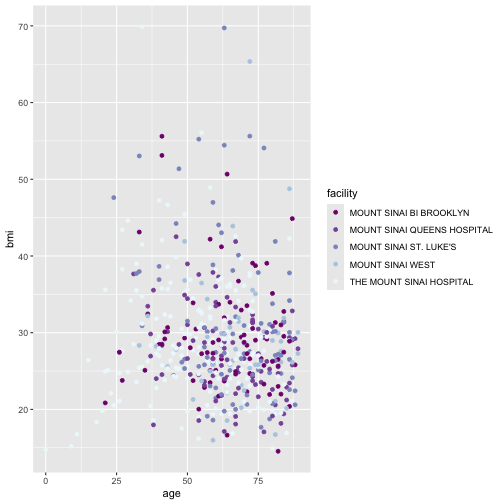 70
60
50
40
30
20
bmi
0
25
50
75
age
facility
MOUNT SINAI BI BROOKLYN
MOUNT SINAI QUEENS HOSPITAL
MOUNT SINAI ST. LUKE'S
MOUNT SINAI WEST
THE MOUNT SINAI HOSPITAL